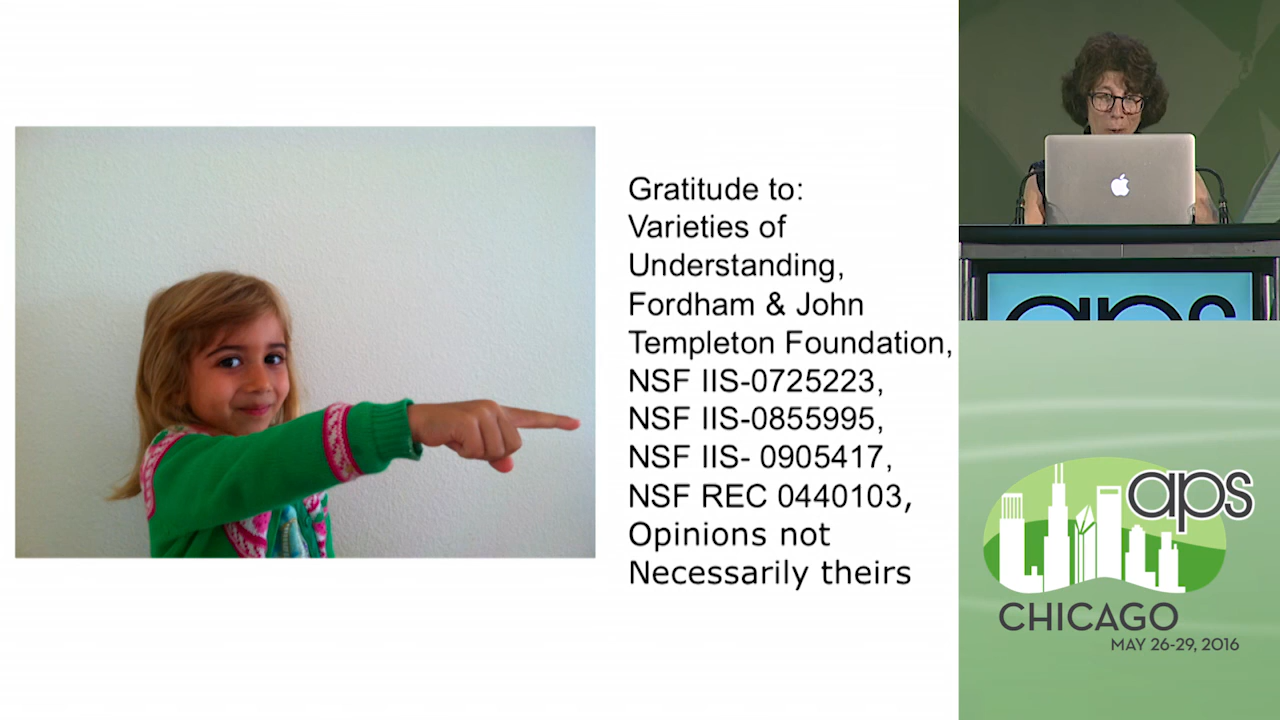 Gratitude to:
Varieties of
Understanding,
Fordham & John
Templeton Foundation,
NSF IIS-0725223,
NSF IIS-0855995,
NSF IIS- 0905417,
NSF REC 0440103,
Opinions not
Necessarily theirs
aps
aps
CHICAGO
MAY 26-29, 2016